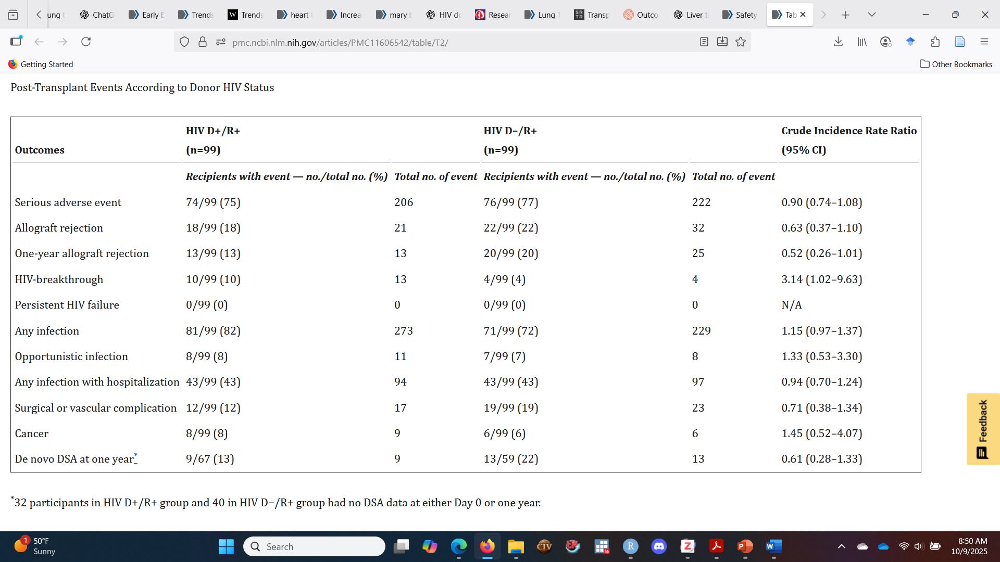 ung t
ChatG
Early E
Trends
Trends
heart t
Increa
mary b
HIV do
Resea
Lung T
Transp
Outco
Liver t
Safety
Tab
pmc.ncbi.nlm.nih.gov/articles/PMC11606542/table/T2/
Getting Started
Other Bookmarks
Post-Transplant Events According to Donor HIV Status
Outcomes HIV D+/R+ (n=99) HIV D−/R+ (n=99) Crude Incidence Rate Ratio (95% CI)
Recipients with event — no./total no. (%) Total no. of event Recipients with event — no./total no. (%) Total no. of event
Serious adverse event 74/99 (75) 206 76/99 (77) 222 0.90 (0.74–1.08)
Allograft rejection 18/99 (18) 21 22/99 (22) 32 0.63 (0.37–1.10)
One-year allograft rejection 13/99 (13) 13 20/99 (20) 25 0.52 (0.26–1.01)
HIV-breakthrough 10/99 (10) 13 4/99 (4) 4 3.14 (1.02–9.63)
Persistent HIV failure 0/99 (0) 0 0/99 (0) 0 N/A
Any infection 81/99 (82) 273 71/99 (72) 229 1.15 (0.97–1.37)
Opportunistic infection 8/99 (8) 11 7/99 (7) 8 1.33 (0.53–3.30)
Any infection with hospitalization 43/99 (43) 94 43/99 (43) 97 0.94 (0.70–1.24)
Surgical or vascular complication 12/99 (12) 17 19/99 (19) 23 0.71 (0.38–1.34)
Cancer 8/99 (8) 9 6/99 (6) 6 1.45 (0.52–4.07)
De novo DSA at one year* 9/67 (13) 9 13/59 (22) 13 0.61 (0.28–1.33)
*32 participants in HIV D+/R+ group and 40 in HIV D−/R+ group had no DSA data at either Day 0 or one year.
Feedback
1
50°F
Sunny
Search
CIV
16
8:50 AM
10/9/2025